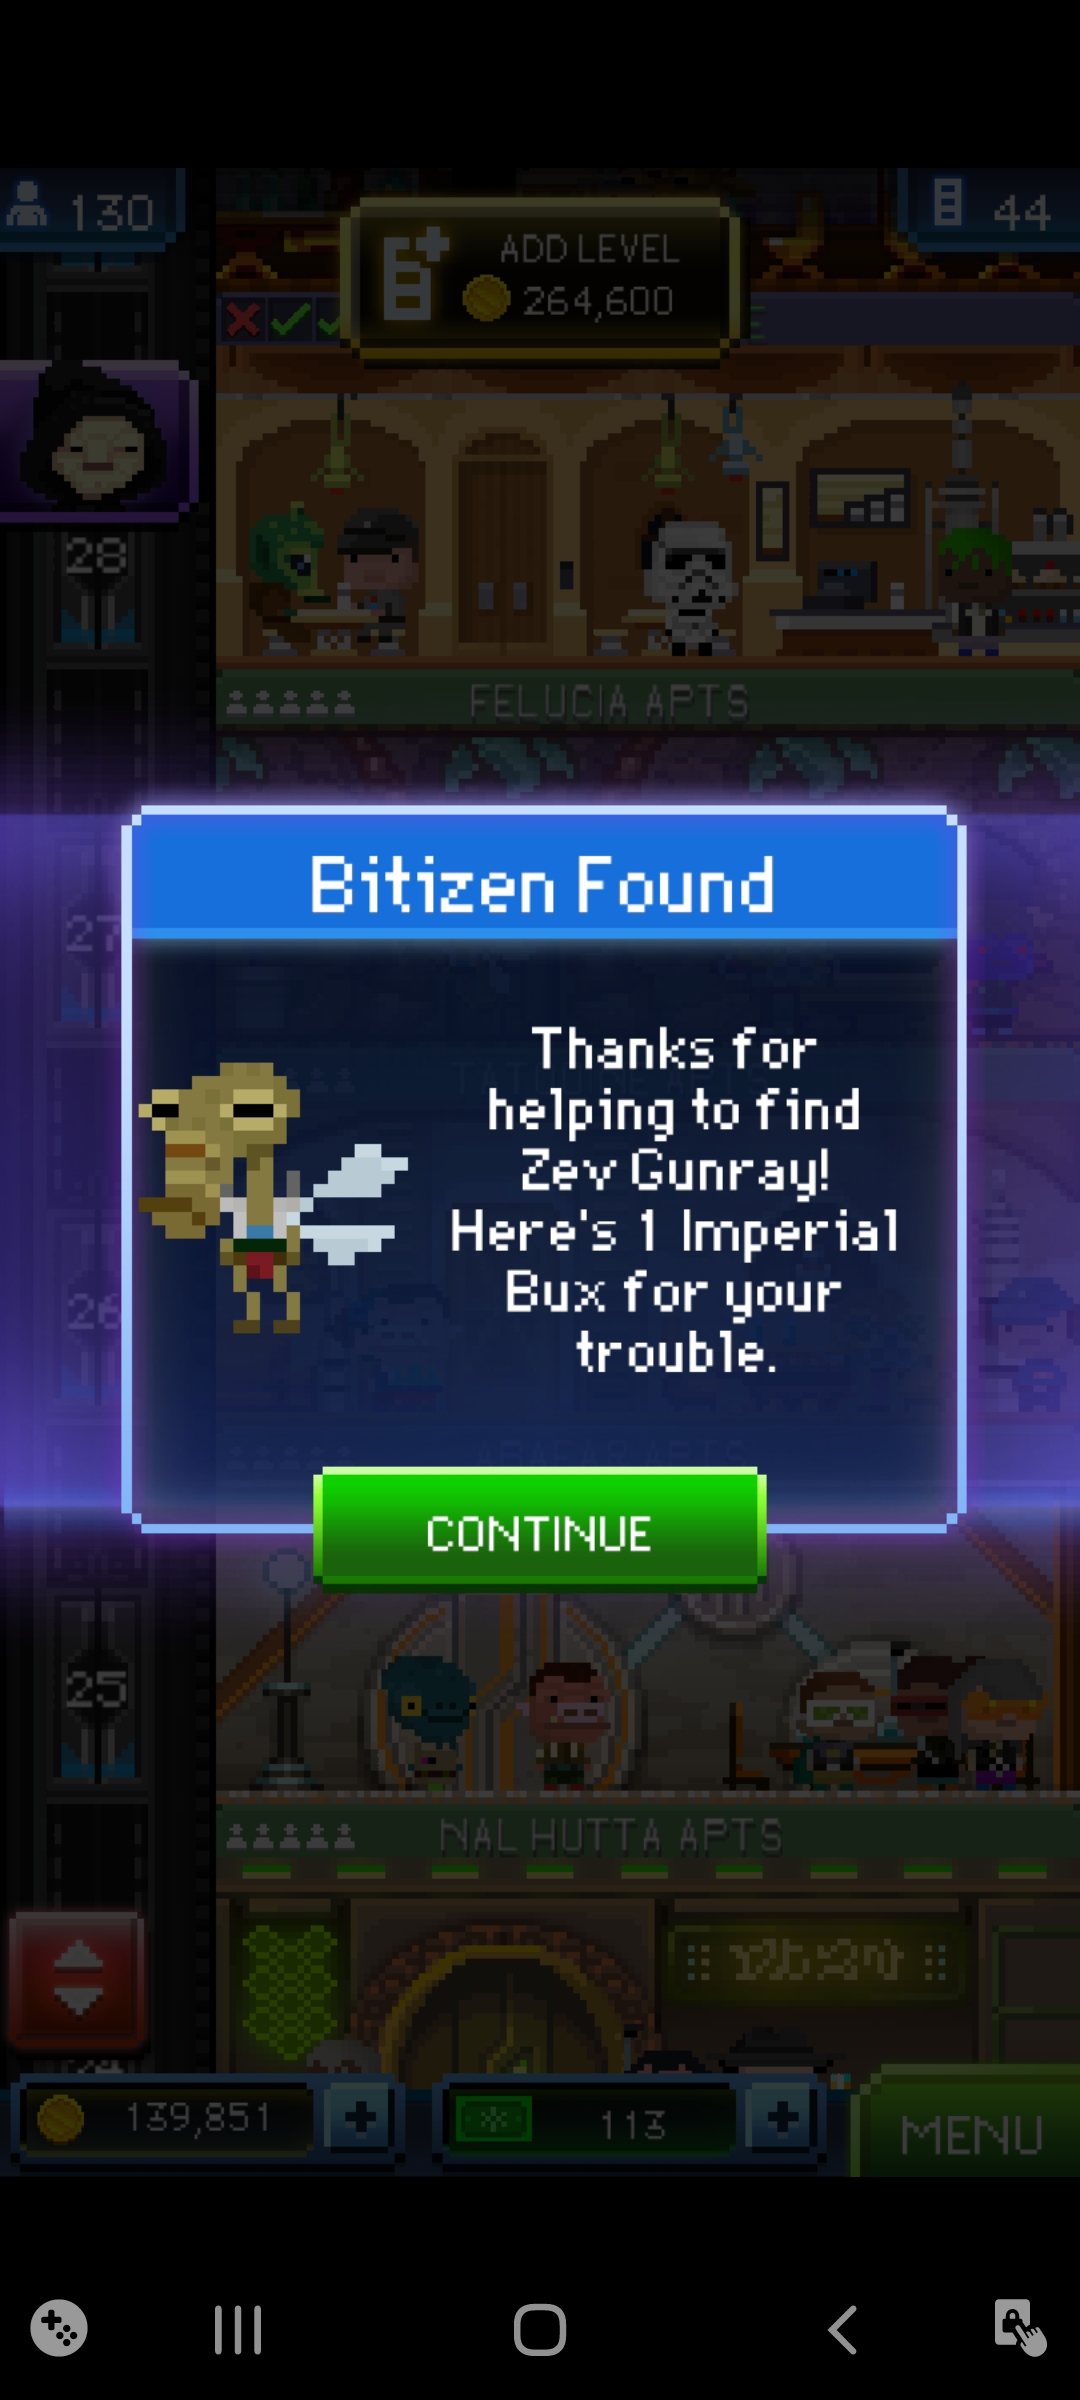 130
44
ADD LEVEL
264,600
28
FELUCIA APTS
Bitizen Found
27
Thanks for
helping to find
Zev Gunray!
Here's 1 Imperial
Bux for your
trouble.
26
CONTINUE
25
NAL HUTTA APTS
139,851
113
MENU